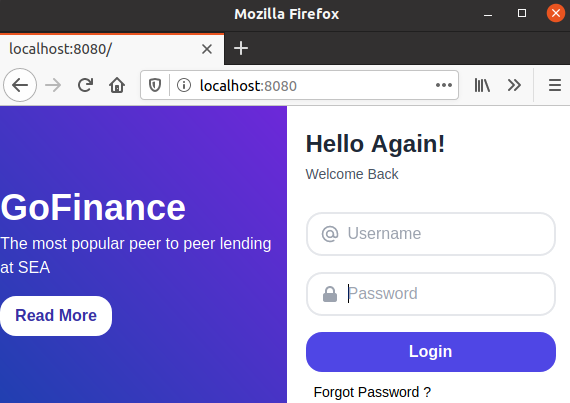 Mozilla Firefox
localhost:8080/
localhost:8080
GoFinance
The most popular peer to peer lending
at SEA
Read More
Hello Again!
Welcome Back
Username
Password
Login
Forgot Password ?